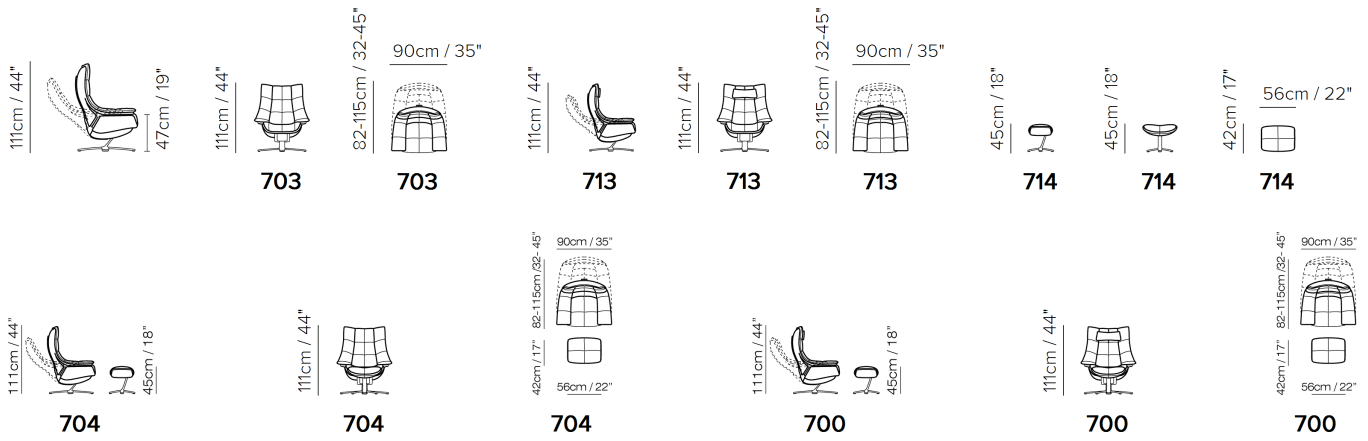 111cm / 44"
47cm / 19"
111cm / 44"
82-115cm / 32-45"
90cm / 35"
111cm / 44"
111cm / 44"
82-115cm / 32-45"
90cm / 35"
45cm / 18"
45cm / 18"
42cm / 17"
56cm / 22"
703
703
713
713
713
714
714
714
111cm / 44"
45cm / 18"
111cm / 44"
82-115cm /32- 45"
90cm / 35"
42cm / 17"
56cm / 22"
111cm / 44"
45cm / 18"
111cm / 44"
82-115cm /32- 45"
90cm / 35"
42cm / 17"
56cm / 22"
704
704
704
700
700
700